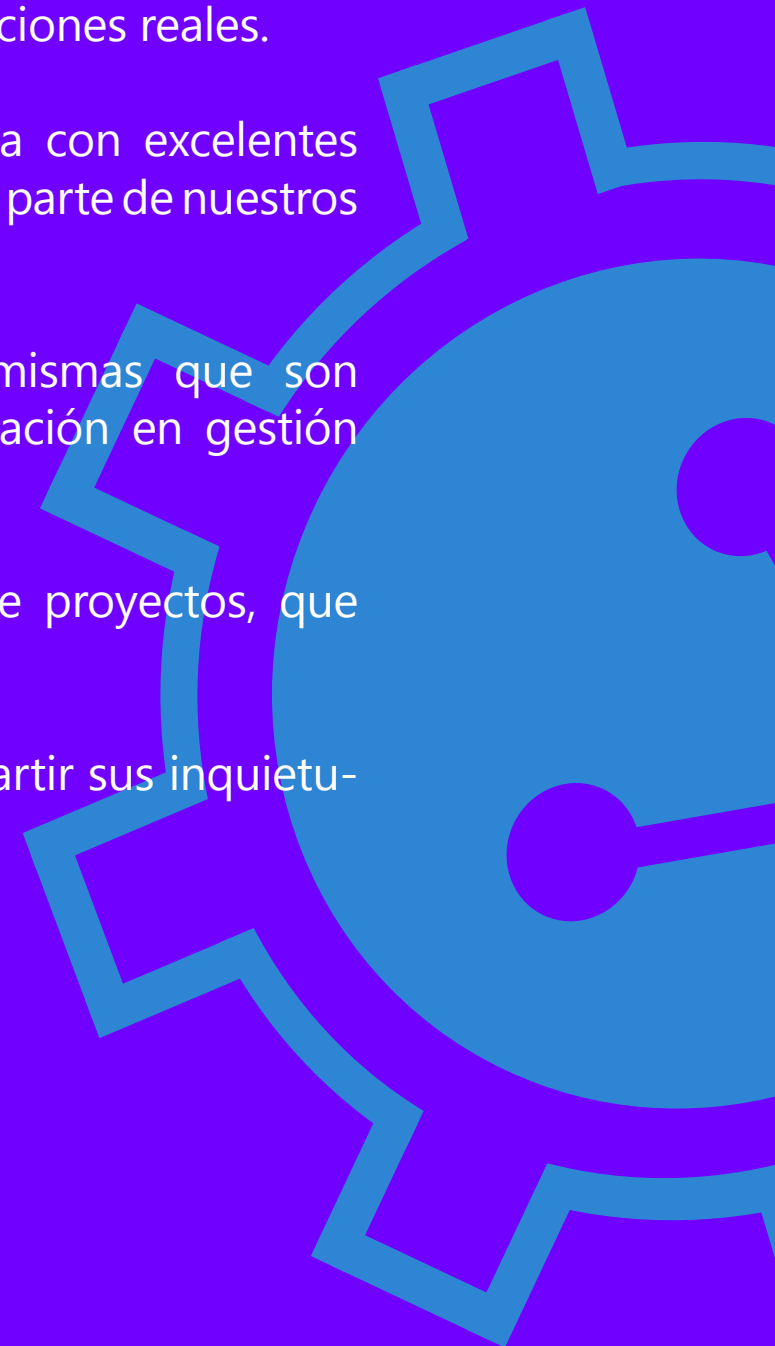 ciones reales.
a con excelentes
parte de nuestros
mismas que son
ación en gestión
e proyectos, que
artir sus inquietu-